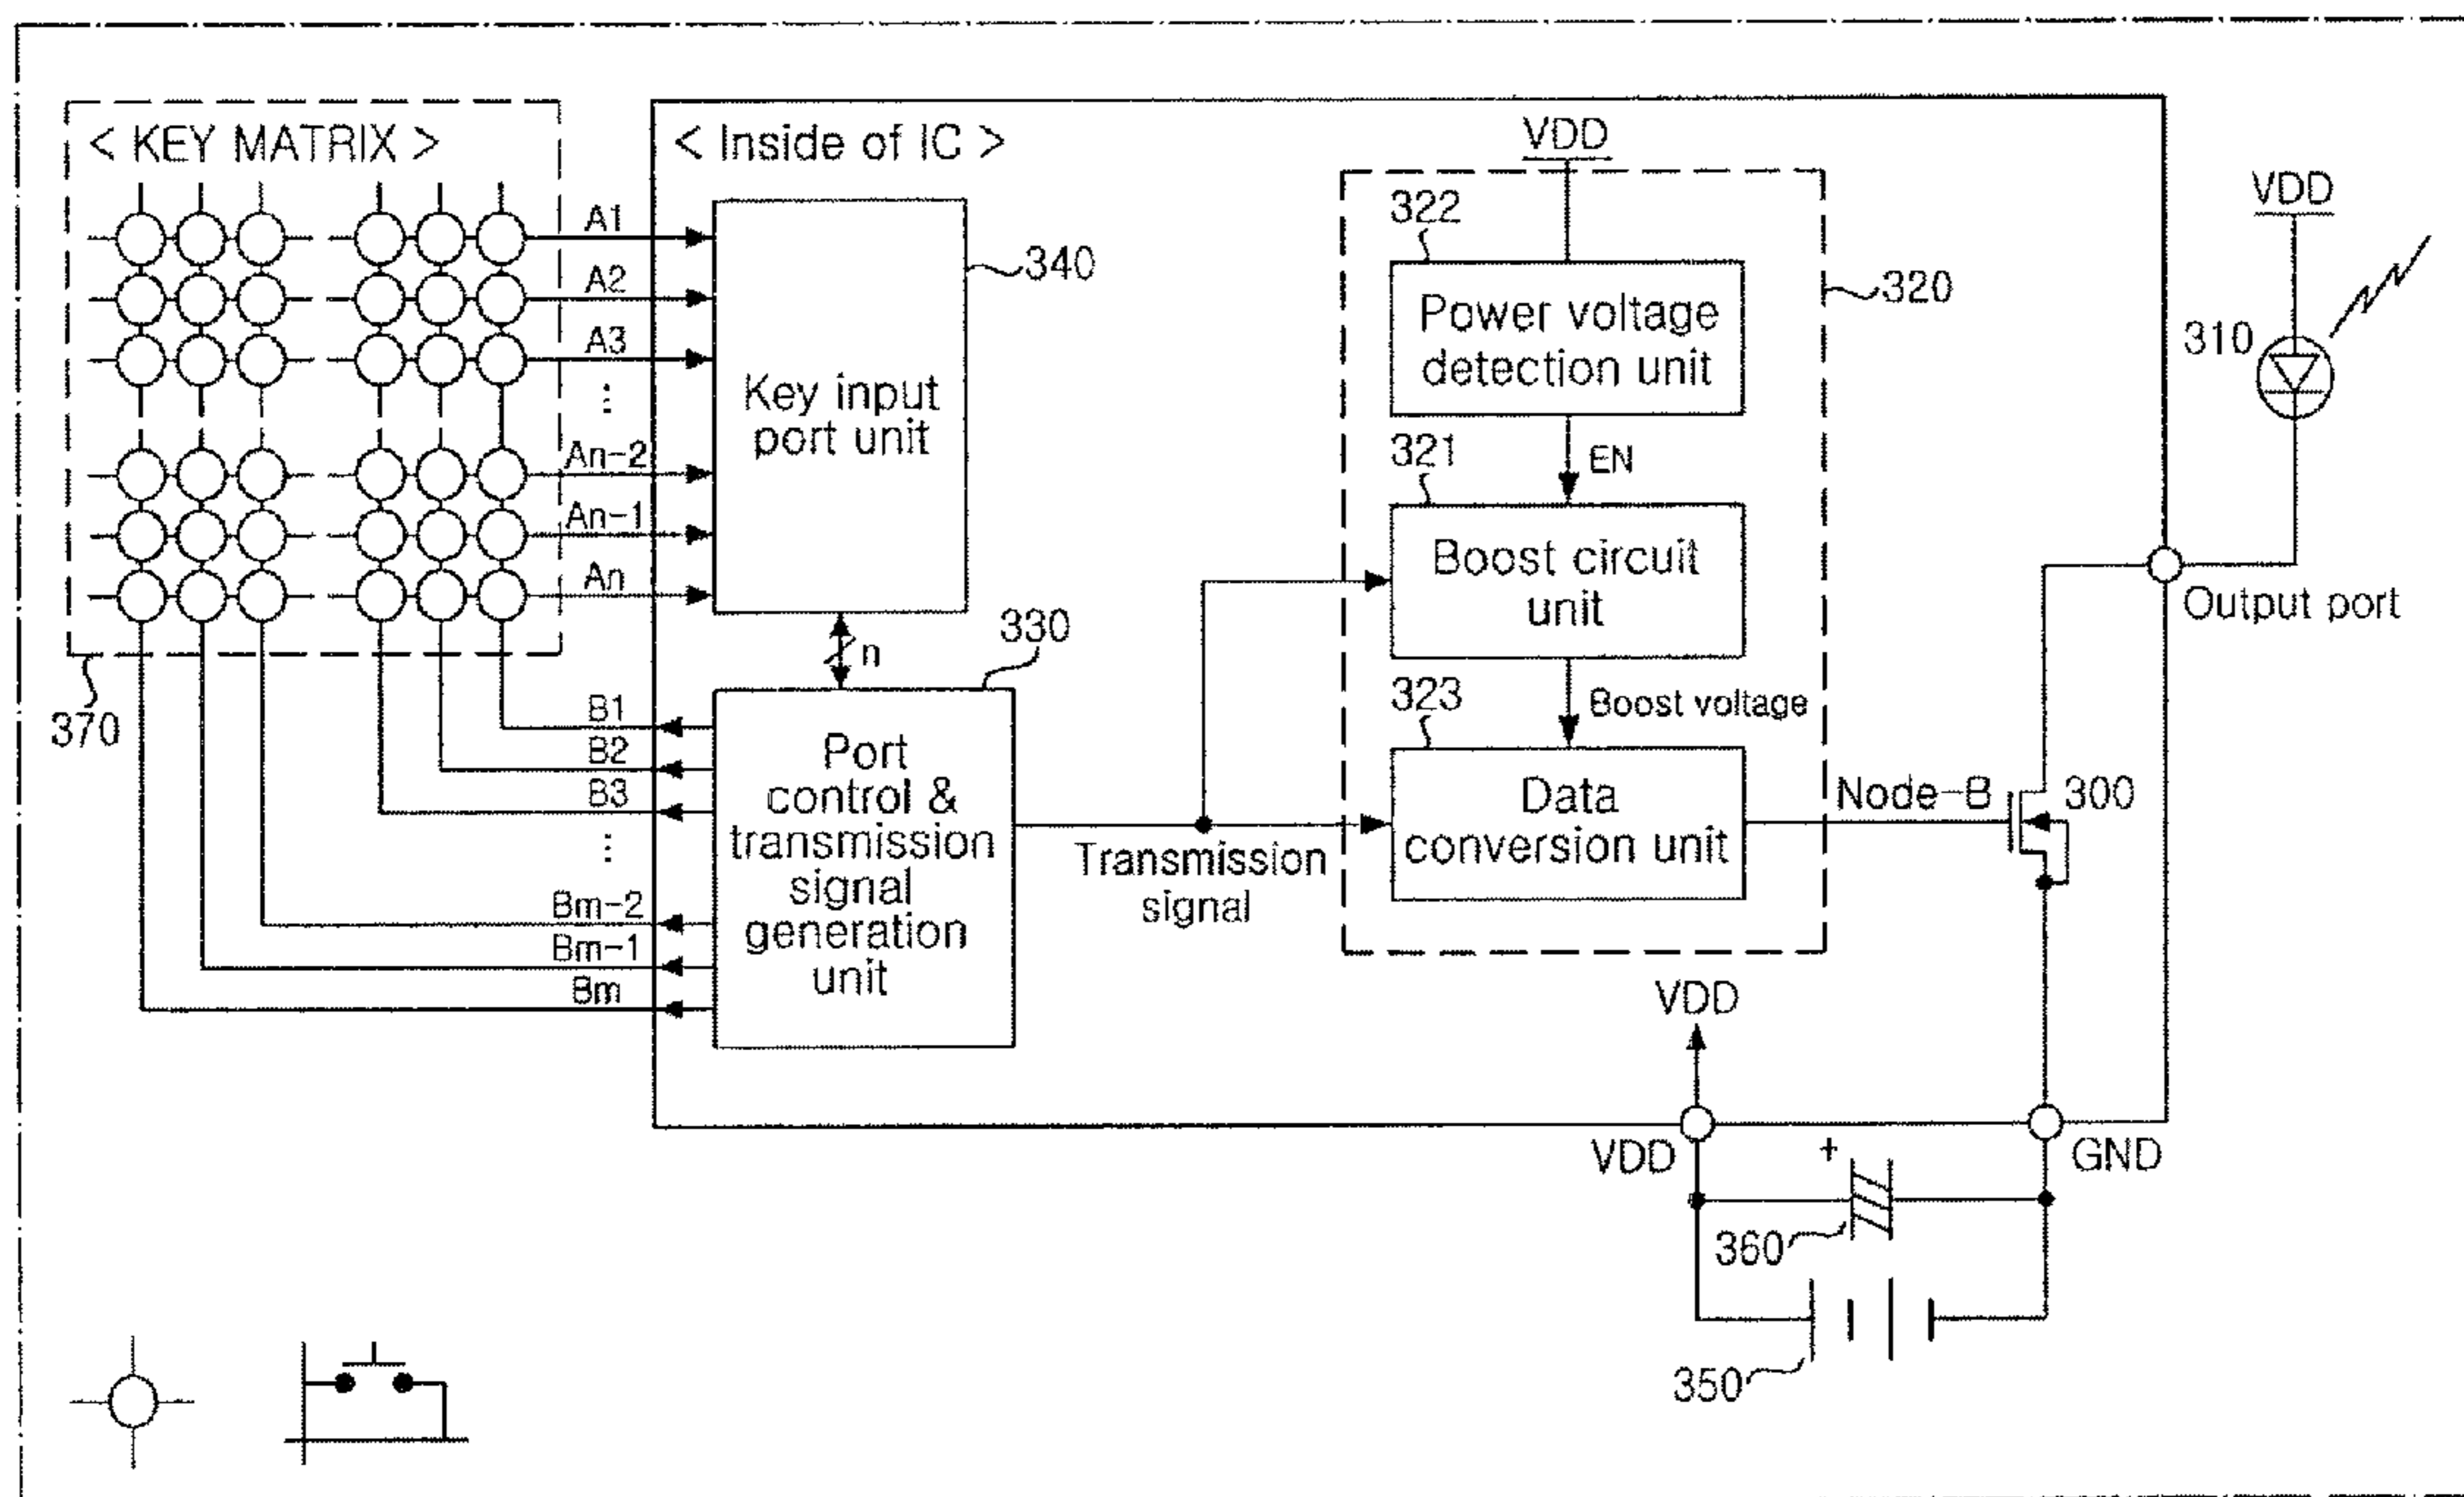 < KEY MATRIX >
A1
A2
A3
⋮
An-2
An-1
An
370
B1
B2
B3
⋮
Bm-2
Bm-1
Bm
< Inside of IC >
Key input
port unit
340
n
330
Port
control &
transmission
signal
generation
unit
Transmission
signal
VDD
322
Power voltage
detection unit
320
EN
321
Boost circuit
unit
323
Boost voltage
Data
conversion unit
Node-B
300
VDD
310
Output port
VDD
VDD
+
GND
360
350